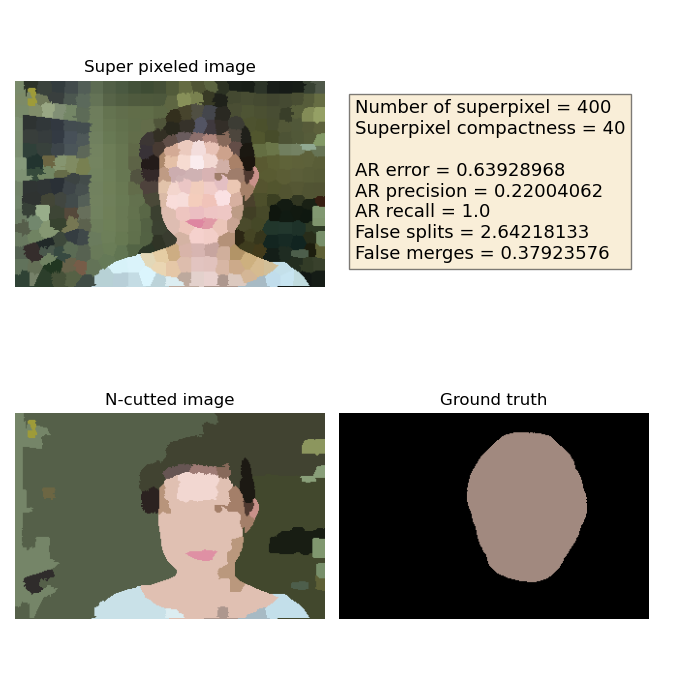 Super pixeled image
Number of superpixel = 400
Superpixel compactness = 40
AR error = 0.63928968
AR precision = 0.22004062
AR recall = 1.0
False splits = 2.64218133
False merges = 0.37923576
N-cutted image
Ground truth